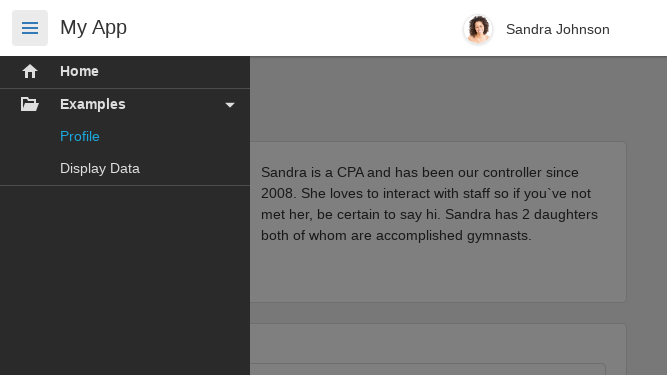 My App
Sandra Johnson
Home
Examples
Profile
Display Data
Sandra is a CPA and has been our controller since
2008. She loves to interact with staff so if you`ve not
met her, be certain to say hi. Sandra has 2 daughters
both of whom are accomplished gymnasts.